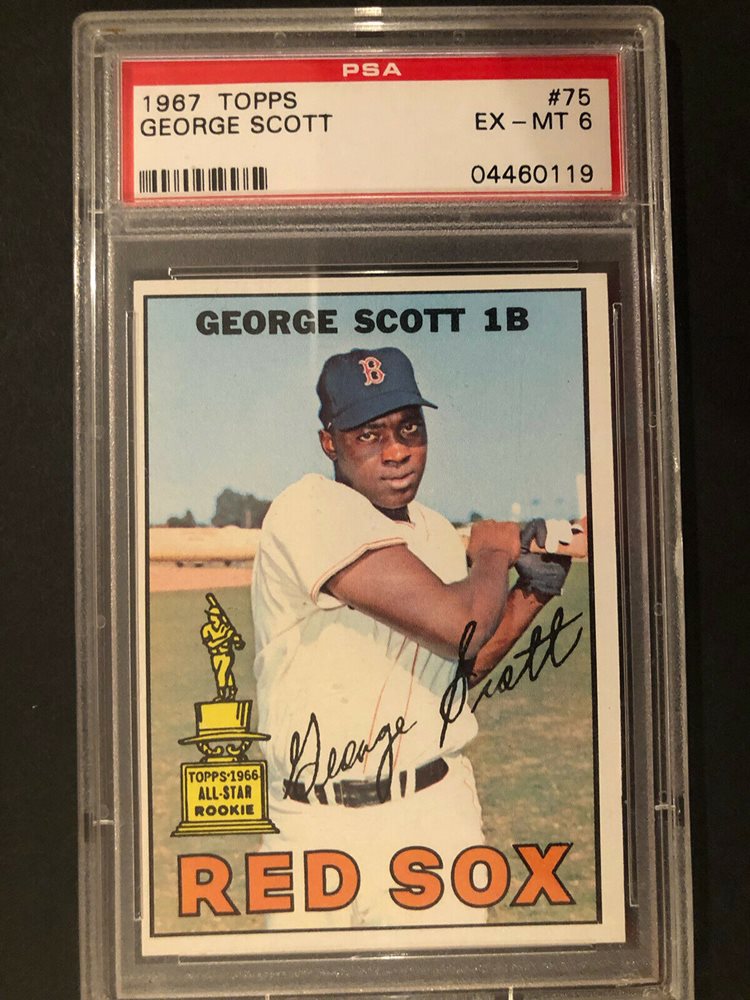 PSA
1967 TOPPS #75
GEORGE SCOTT EX-MT 6
04460119
GEORGE SCOTT 1B
B
George Scott
TOPPS·1966
ALL-STAR
ROOKIE
RED SOX